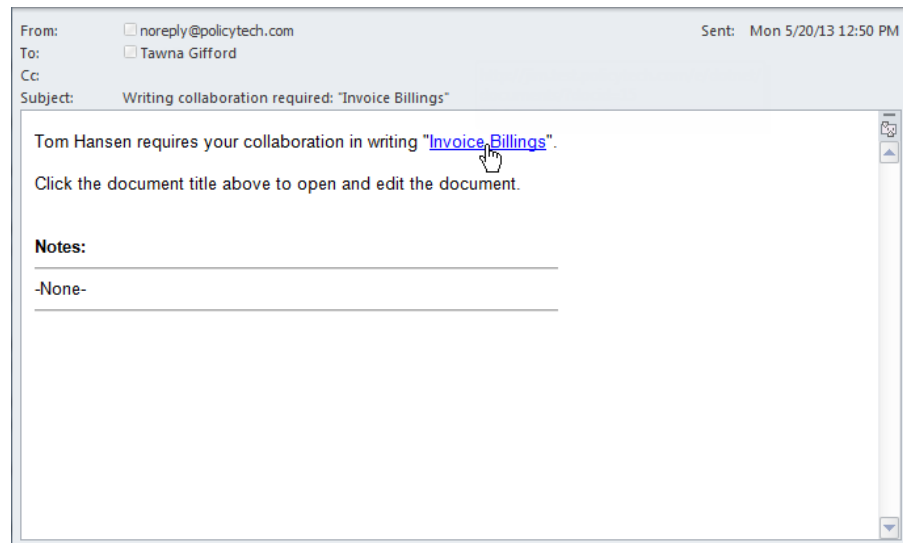 From: noreply@policytech.com Sent: Mon 5/20/13 12:50 PM
To: Tawna Gifford
Cc:
Subject: Writing collaboration required: "Invoice Billings"
Tom Hansen requires your collaboration in writing "Invoice Billings".
Click the document title above to open and edit the document.
Notes:
-None-